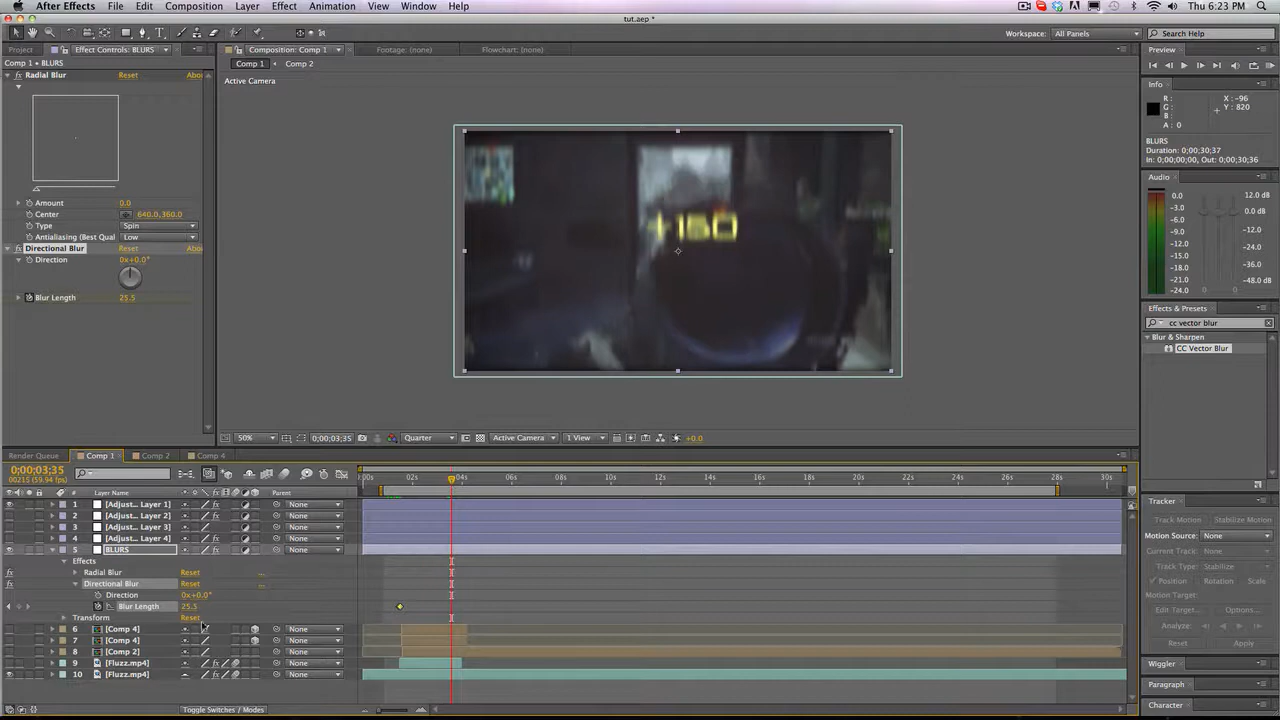 After Effects File Edit Composition Layer Effect Animation View Window Help Thu 6:23 PM
tut.aep *
Workspace: All Panels Search Help
Project Effect Controls: BLURS Composition: Comp 1 Footage: (none) Flowchart: (none) Preview
Comp 1 • BLURS Comp 1 Comp 2
Radial Blur Reset Abou
Active Camera
Info
R: X: -96
G: Y: 820
B:
A: 0
BLURS
Duration: 0;00;30;37
In: 0;00;00;00, Out: 0;00;30;36
Audio
0.0 12.0 dB
-3.0 6.0
-6.0 0.0 dB
-9.0 -6.0
-12.0 -12.0
-15.0 -24.0
-18.0 -36.0
-21.0 -48.0 dB
-24.0
+150
Amount 0.0
Center 640.0,360.0
Type Spin
Antialiasing (Best Qual Low
Directional Blur Reset Abou
Direction 0x+0.0°
Blur Length 25.5
Effects & Presets
cc vector blur
Blur & Sharpen
CC Vector Blur
50% 0;00;03;35 Quarter Active Camera 1 View +0.0
Render Queue Comp 1 Comp 2 Comp 4
0;00;03;35
00215 (59.94 fps)
:00s 02s 04s 06s 08s 10s 12s 14s 16s 18s 20s 22s 24s 26s 28s 30s
# Layer Name Parent
1 [Adjust... Layer 1] None
2 [Adjust... Layer 2] None
3 [Adjust... Layer 3] None
4 [Adjust... Layer 4] None
5 BLURS None
Effects
Radial Blur Reset ...
Directional Blur Reset ...
Direction 0x+0.0°
Blur Length 25.5
Transform Reset
6 [Comp 4] None
7 [Comp 4] None
8 [Comp 2] None
9 [Fluzz.mp4] None
10 [Fluzz.mp4] None
Toggle Switches / Modes
Tracker
Track Motion Stabilize Motion
Motion Source: None
Current Track: None
Track Type: Stabilize
Position Rotation Scale
Motion Target:
Edit Target... Options...
Analyze:
Reset Apply
Wiggler
Paragraph
Character